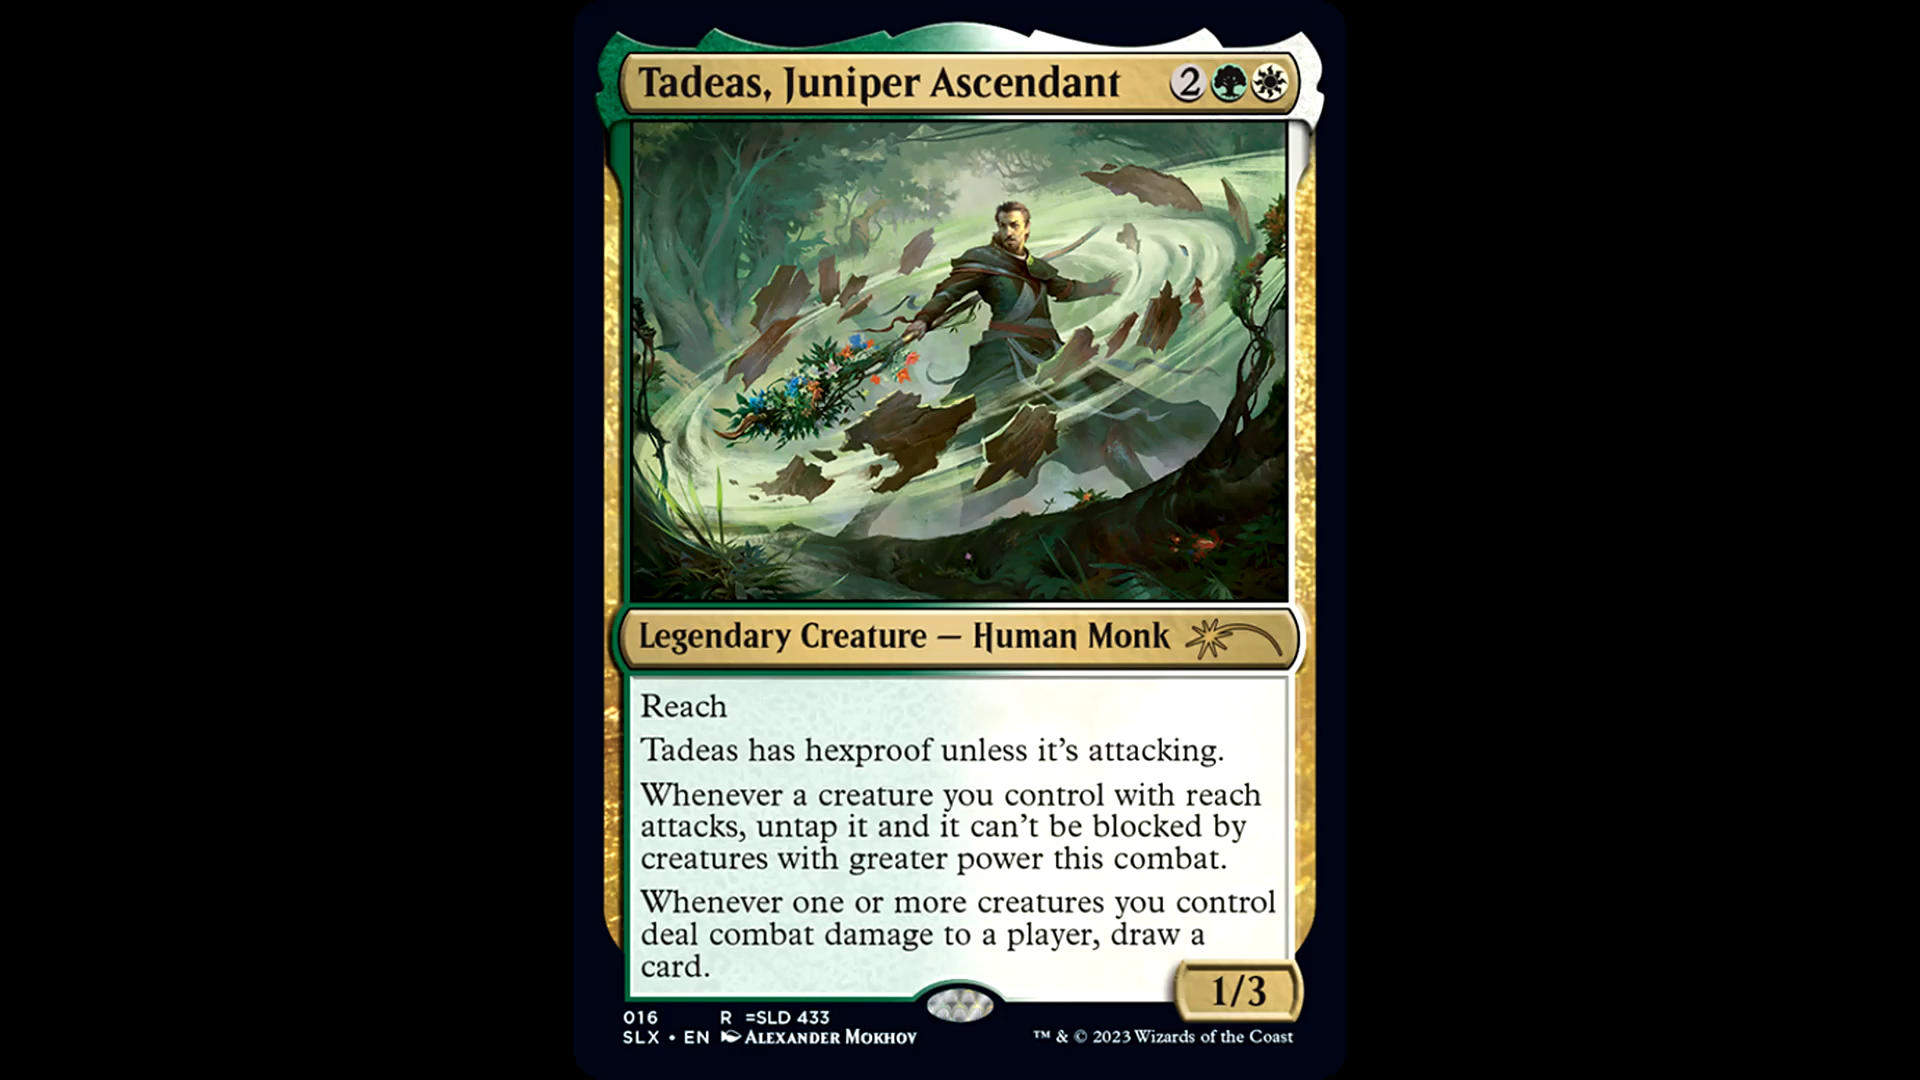 Tadeas, Juniper Ascendant 2
Legendary Creature — Human Monk
Reach
Tadeas has hexproof unless it's attacking.
Whenever a creature you control with reach
attacks, untap it and it can't be blocked by
creatures with greater power this combat.
Whenever one or more creatures you control
deal combat damage to a player, draw a
card.
1/3
016 R =SLD 433
SLX • EN ALEXANDER MOKHOV
™ & © 2023 Wizards of the Coast